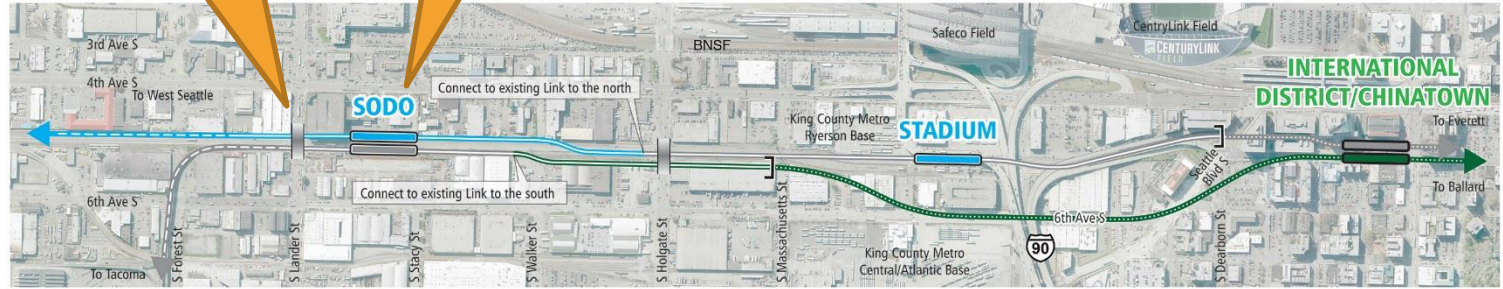 3rd Ave S
4th Ave S
To West Seattle
SODO
Connect to existing Link to the north
BNSF
Safeco Field
CentryLink Field
CENTURYLINK
FIELD
INTERNATIONAL
DISTRICT/CHINATOWN
To Everett
King County Metro
Ryerson Base
STADIUM
Seattle
Blvd S
Connect to existing Link to the south
6th Ave S
To Tacoma
S Forest St
S Lander St
S Stacy St
S Walker St
S Holgate St
S Massachusetts St
King County Metro
Central/Atlantic Base
6th Ave S
90
S Dearborn St
To Ballard